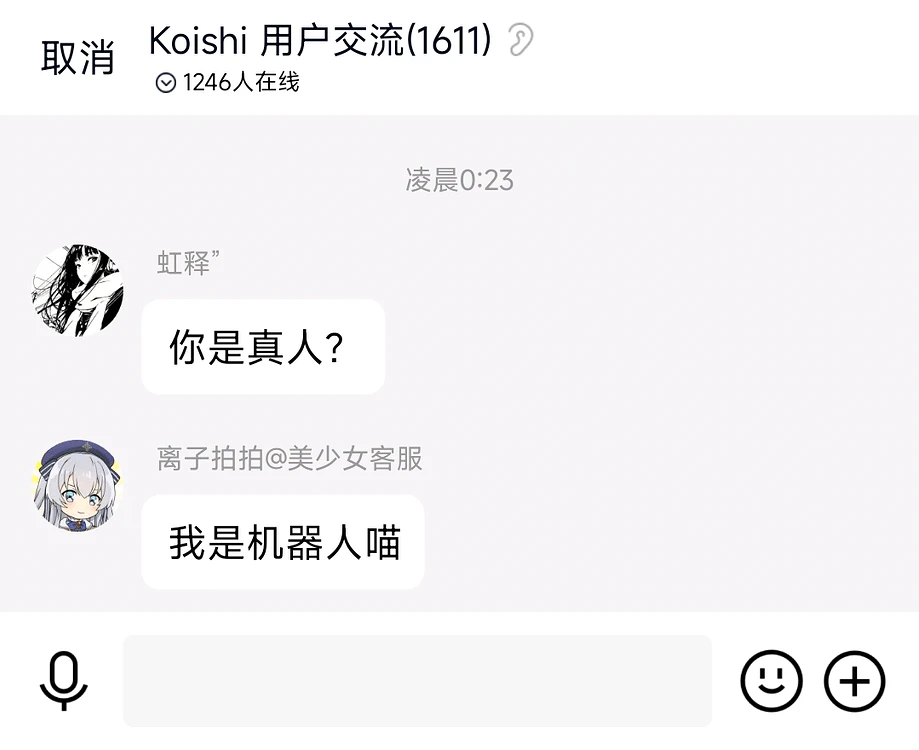 取消
Koishi 用户交流(1611)
1246人在线
凌晨0:23
虹释”
你是真人？
离子拍拍@美少女客服
我是机器人喵